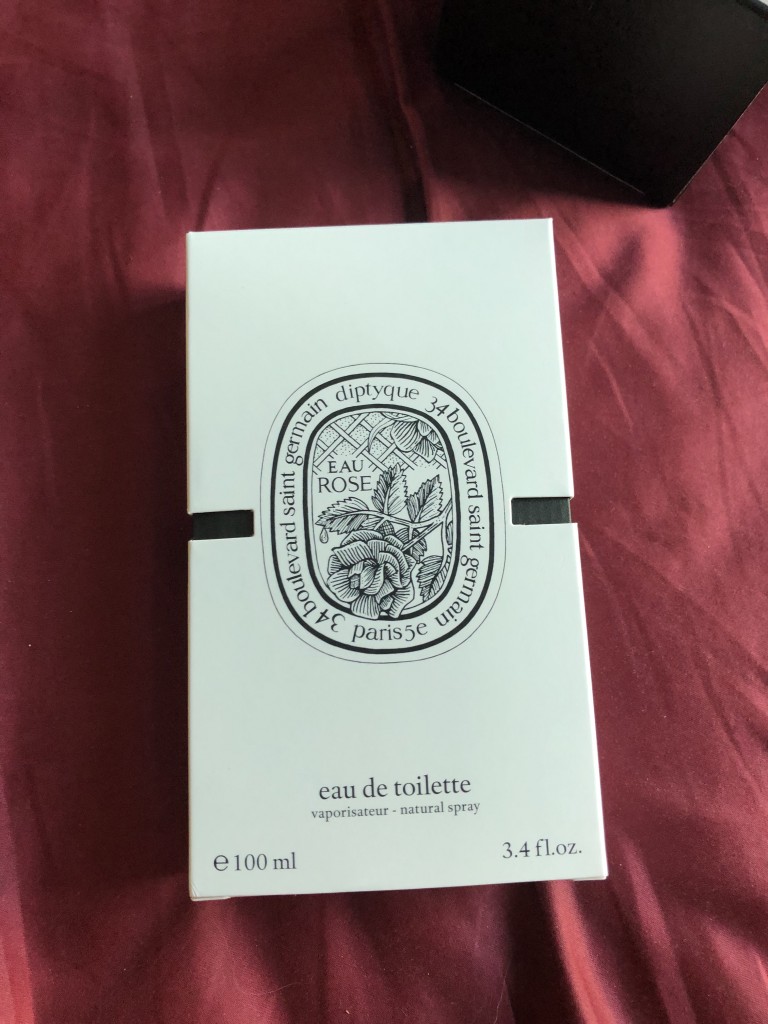 34 boulevard saint germain diptyque 34 boulevard saint germain
paris 5e
EAU
ROSE
eau de toilette
vaporisateur - natural spray
℮ 100 ml
3.4 fl.oz.